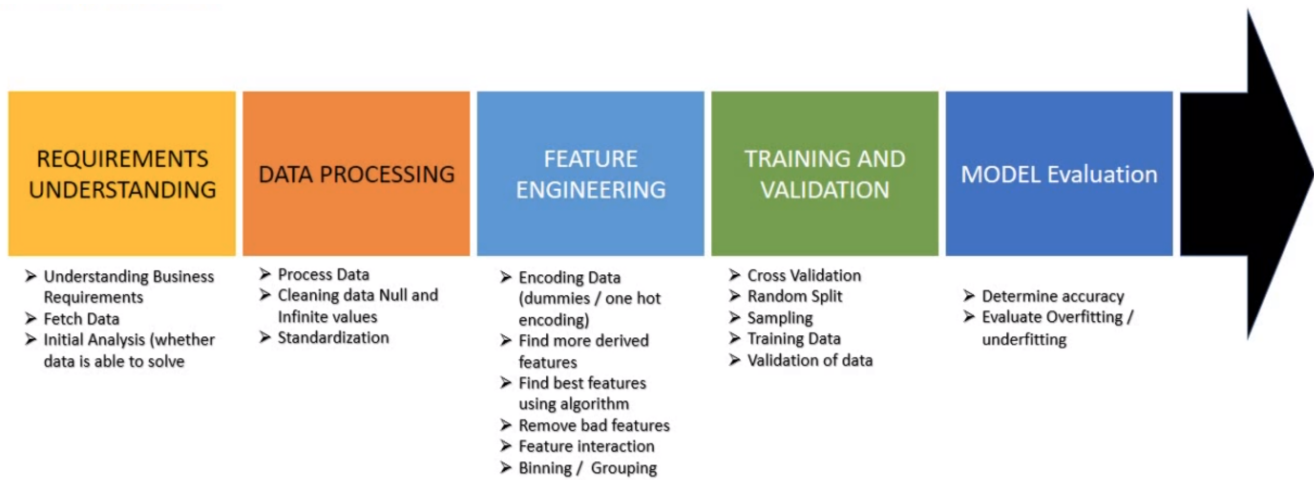 REQUIREMENTS
UNDERSTANDING
➢ Understanding Business
Requirements
➢ Fetch Data
➢ Initial Analysis (whether
data is able to solve
DATA PROCESSING
➢ Process Data
➢ Cleaning data Null and
Infinite values
➢ Standardization
FEATURE
ENGINEERING
➢ Encoding Data
(dummies / one hot
encoding)
➢ Find more derived
features
➢ Find best features
using algorithm
➢ Remove bad features
➢ Feature interaction
➢ Binning / Grouping
TRAINING AND
VALIDATION
➢ Cross Validation
➢ Random Split
➢ Sampling
➢ Training Data
➢ Validation of data
MODEL Evaluation
➢ Determine accuracy
➢ Evaluate Overfitting /
underfitting